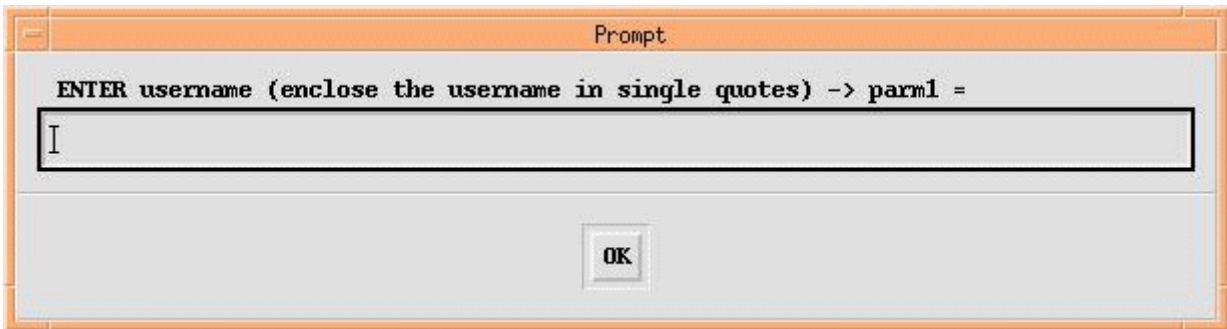 Prompt
ENTER username (enclose the username in single quotes) -> parm1 =
OK